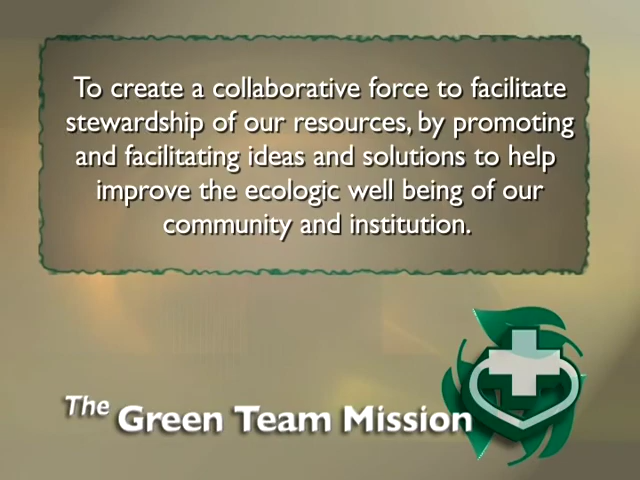 To create a collaborative force to facilitate
stewardship of our resources, by promoting
and facilitating ideas and solutions to help
improve the ecologic well being of our
community and institution.
The Green Team Mission